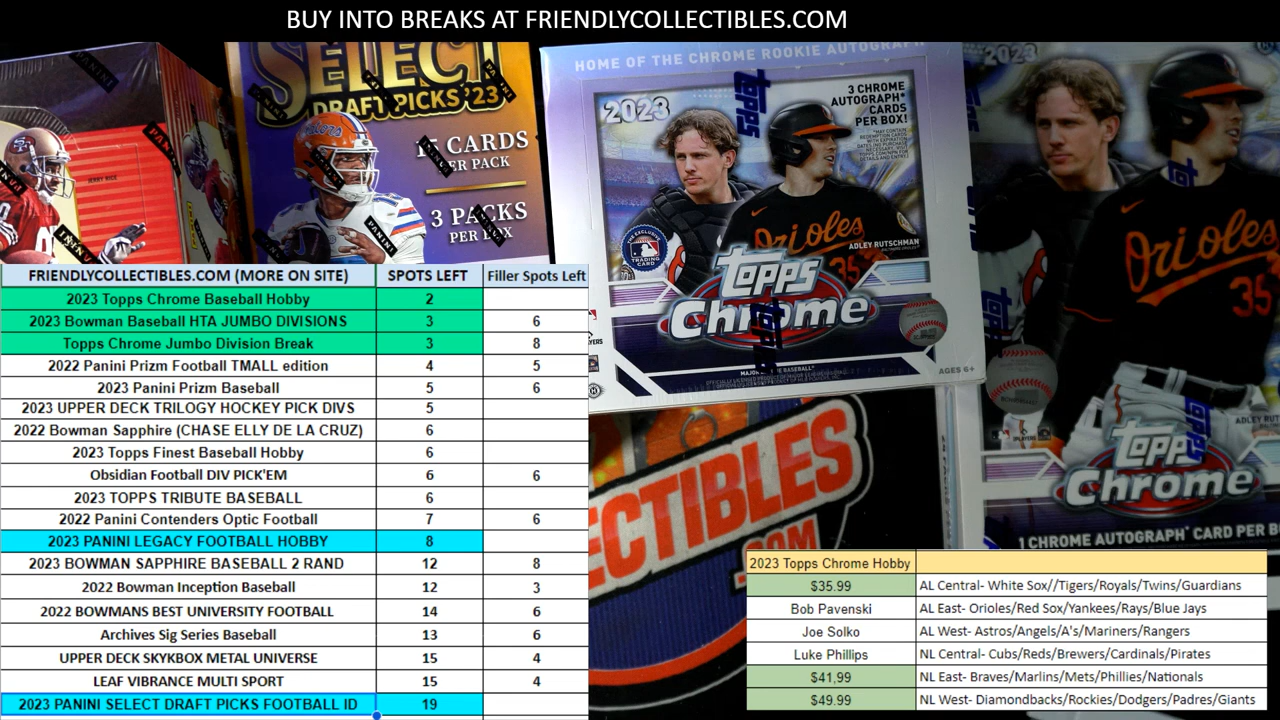 BUY INTO BREAKS AT FRIENDLYCOLLECTIBLES.COM
PANINI
JERRY RICE
SELECT
DRAFT PICKS '23
15 CARDS
PER PACK
3 PACKS
PER BOX
HOME OF THE CHROME ROOKIE AUTOGRAPH
2023
topps
3 CHROME
AUTOGRAPH*
CARDS
PER BOX!
Orioles
35
ADLEY RUTSCHMAN
topps
Chrome
AGES 6+
2023
Orioles
35
topps
Chrome
1 CHROME AUTOGRAPH* CARD PER B
ECTIBLES
.COM
FRIENDLYCOLLECTIBLES.COM (MORE ON SITE) SPOTS LEFT Filler Spots Left
2023 Topps Chrome Baseball Hobby 2
2023 Bowman Baseball HTA JUMBO DIVISIONS 3 6
Topps Chrome Jumbo Division Break 3 8
2022 Panini Prizm Football TMALL edition 4 5
2023 Panini Prizm Baseball 5 6
2023 UPPER DECK TRILOGY HOCKEY PICK DIVS 5
2022 Bowman Sapphire (CHASE ELLY DE LA CRUZ) 6
2023 Topps Finest Baseball Hobby 6
Obsidian Football DIV PICK'EM 6 6
2023 TOPPS TRIBUTE BASEBALL 6
2022 Panini Contenders Optic Football 7 6
2023 PANINI LEGACY FOOTBALL HOBBY 8
2023 BOWMAN SAPPHIRE BASEBALL 2 RAND 12 8
2022 Bowman Inception Baseball 12 3
2022 BOWMANS BEST UNIVERSITY FOOTBALL 14 6
Archives Sig Series Baseball 13 6
UPPER DECK SKYKBOX METAL UNIVERSE 15 4
LEAF VIBRANCE MULTI SPORT 15 4
2023 PANINI SELECT DRAFT PICKS FOOTBALL ID 19
2023 Topps Chrome Hobby
$35.99 AL Central- White Sox//Tigers/Royals/Twins/Guardians
Bob Pavenski AL East- Orioles/Red Sox/Yankees/Rays/Blue Jays
Joe Solko AL West- Astros/Angels/A's/Mariners/Rangers
Luke Phillips NL Central- Cubs/Reds/Brewers/Cardinals/Pirates
$41,99 NL East- Braves/Marlins/Mets/Phillies/Nationals
$49.99 NL West- Diamondbacks/Rockies/Dodgers/Padres/Giants